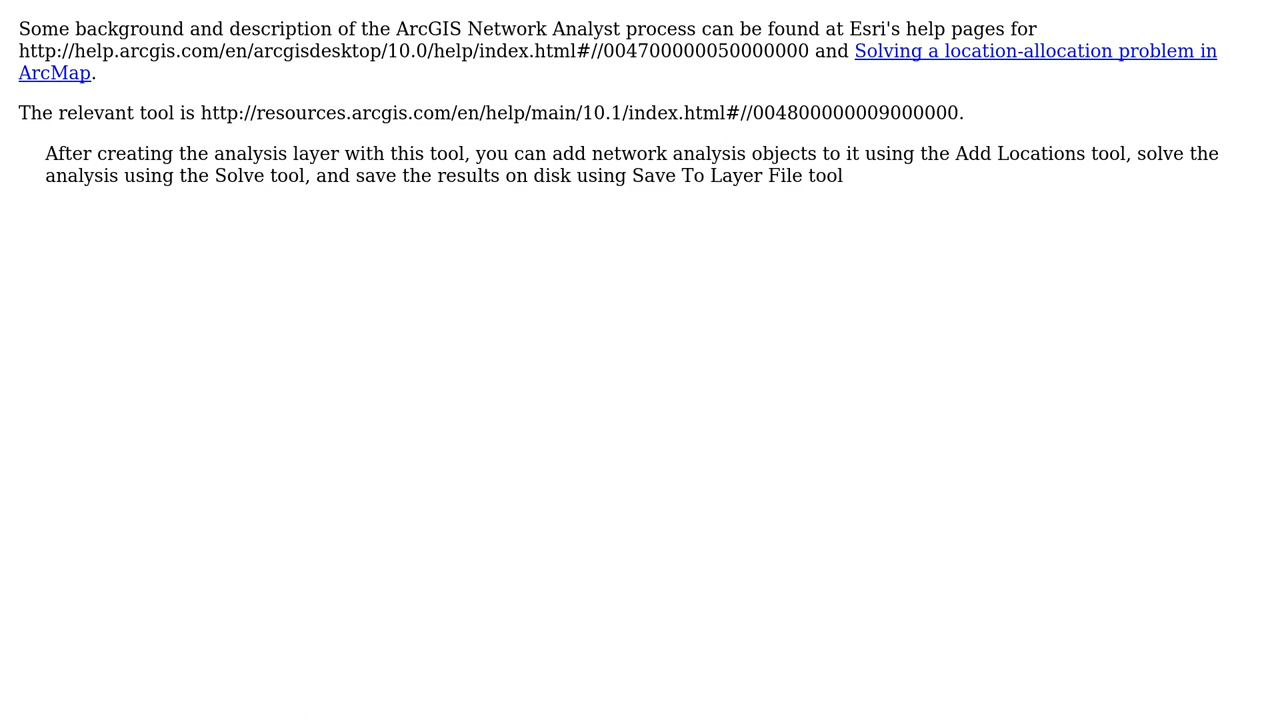 Some background and description of the ArcGIS Network Analyst process can be found at Esri's help pages for
http://help.arcgis.com/en/arcgisdesktop/10.0/help/index.html#//004700000050000000 and Solving a location-allocation problem in
ArcMap.
The relevant tool is http://resources.arcgis.com/en/help/main/10.1/index.html#//004800000009000000.
After creating the analysis layer with this tool, you can add network analysis objects to it using the Add Locations tool, solve the
analysis using the Solve tool, and save the results on disk using Save To Layer File tool